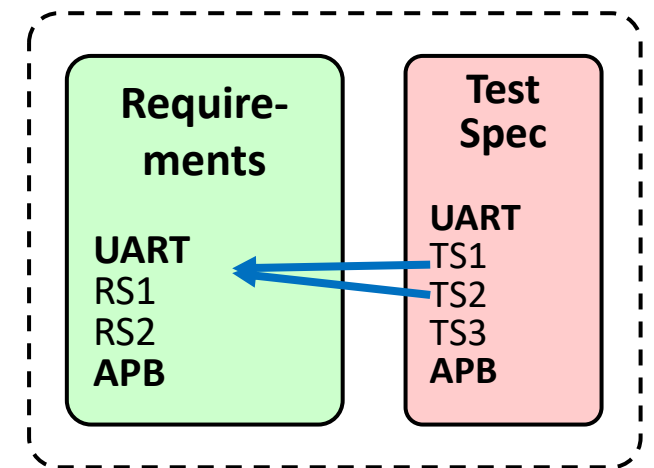 Require-
ments
UART
RS1
RS2
APB
Test
Spec
UART
TS1
TS2
TS3
APB